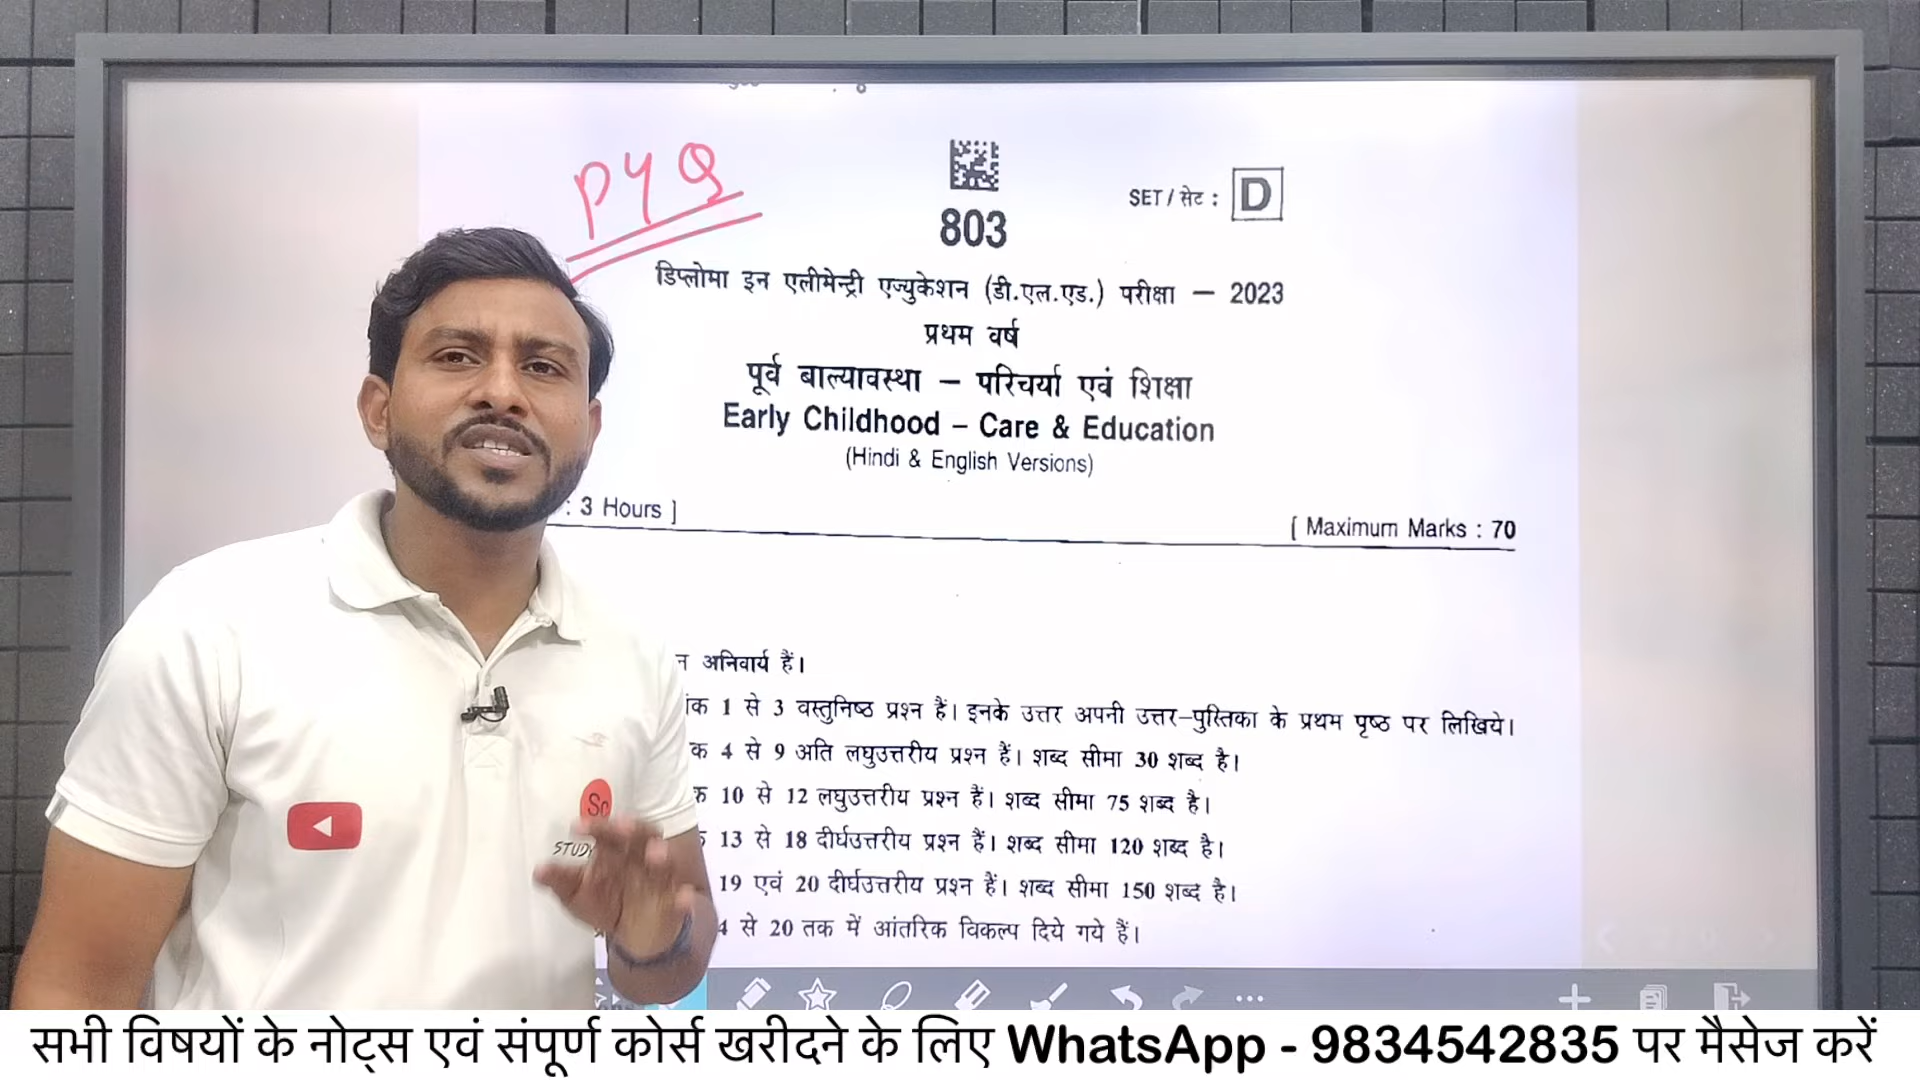 PYQ
803
SET / सेट : D
डिप्लोमा इन एलीमेन्ट्री एज्युकेशन (डी.एल.एड.) परीक्षा – 2023
प्रथम वर्ष
पूर्व बाल्यावस्था – परिचर्या एवं शिक्षा
Early Childhood – Care & Education
(Hindi & English Versions)
: 3 Hours ]
[ Maximum Marks : 70
न अनिवार्य हैं।
ांक 1 से 3 वस्तुनिष्ठ प्रश्न हैं। इनके उत्तर अपनी उत्तर-पुस्तिका के प्रथम पृष्ठ पर लिखिये।
क 4 से 9 अति लघुउत्तरीय प्रश्न हैं। शब्द सीमा 30 शब्द है।
क 10 से 12 लघुउत्तरीय प्रश्न हैं। शब्द सीमा 75 शब्द है।
13 से 18 दीर्घउत्तरीय प्रश्न हैं। शब्द सीमा 120 शब्द है।
19 एवं 20 दीर्घउत्तरीय प्रश्न हैं। शब्द सीमा 150 शब्द है।
4 से 20 तक में आंतरिक विकल्प दिये गये हैं।
Sc
STUDY
सभी विषयों के नोट्स एवं संपूर्ण कोर्स खरीदने के लिए WhatsApp - 9834542835 पर मैसेज करें